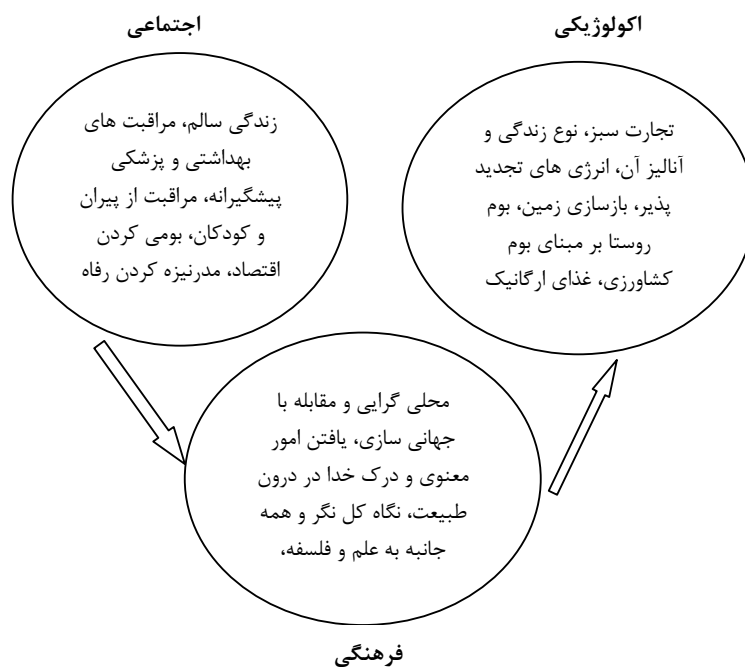 اکولوژیکی
تجارت سبز، نوع زندگی و
آنالیز آن، انرژی های تجدید
پذیر، بازسازی زمین، بوم
روستا بر مبنای بوم
کشاورزی، غذای ارگانیک
اجتماعی
زندگی سالم، مراقبت های
بهداشتی و پزشکی
پیشگیرانه، مراقبت از پیران
و کودکان، بومی کردن
اقتصاد، مدرنیزه کردن رفاه
محلی گرایی و مقابله با
جهانی سازی، یافتن امور
معنوی و درک خدا در درون
طبیعت، نگاه کل نگر و همه
جانبه به علم و فلسفه،
فرهنگی